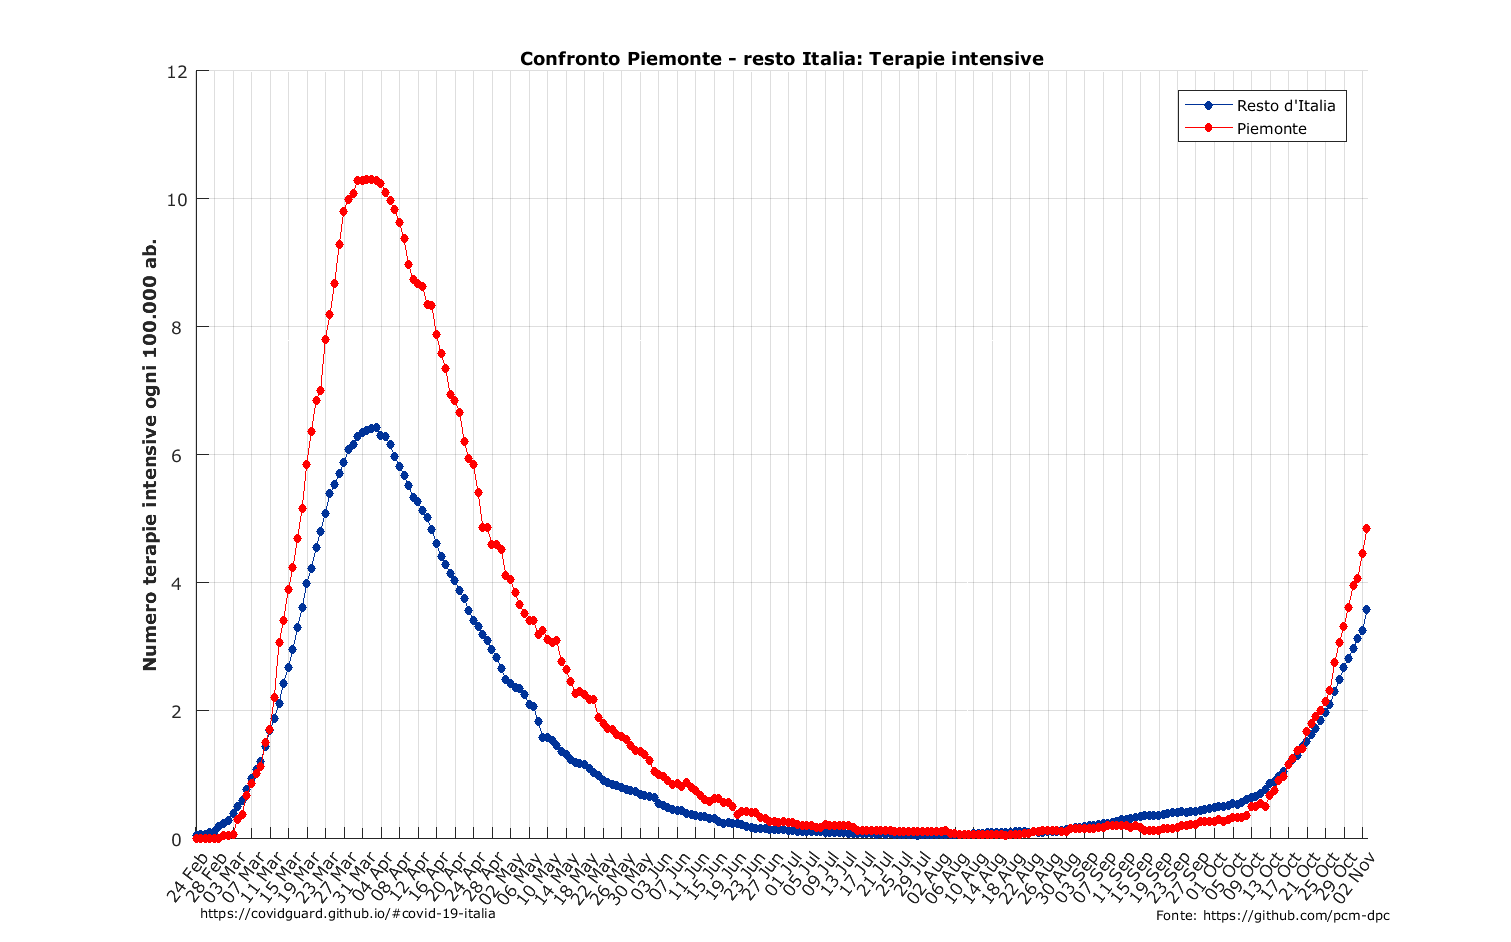 Confronto Piemonte - resto Italia: Terapie intensive
Resto d'Italia
Piemonte
Numero terapie intensive ogni 100.000 ab.
12
10
8
6
4
2
0
24 Feb
28 Feb
03 Mar
07 Mar
11 Mar
15 Mar
19 Mar
23 Mar
27 Mar
31 Mar
04 Apr
08 Apr
12 Apr
16 Apr
20 Apr
24 Apr
28 Apr
02 May
06 May
10 May
14 May
18 May
22 May
26 May
30 May
03 Jun
07 Jun
11 Jun
15 Jun
19 Jun
23 Jun
27 Jun
01 Jul
05 Jul
09 Jul
13 Jul
17 Jul
21 Jul
25 Jul
29 Jul
02 Aug
06 Aug
10 Aug
14 Aug
18 Aug
22 Aug
26 Aug
30 Aug
03 Sep
07 Sep
11 Sep
15 Sep
19 Sep
23 Sep
27 Sep
01 Oct
05 Oct
09 Oct
13 Oct
17 Oct
21 Oct
25 Oct
29 Oct
02 Nov
https://covidguard.github.io/#covid-19-italia
Fonte: https://github.com/pcm-dpc